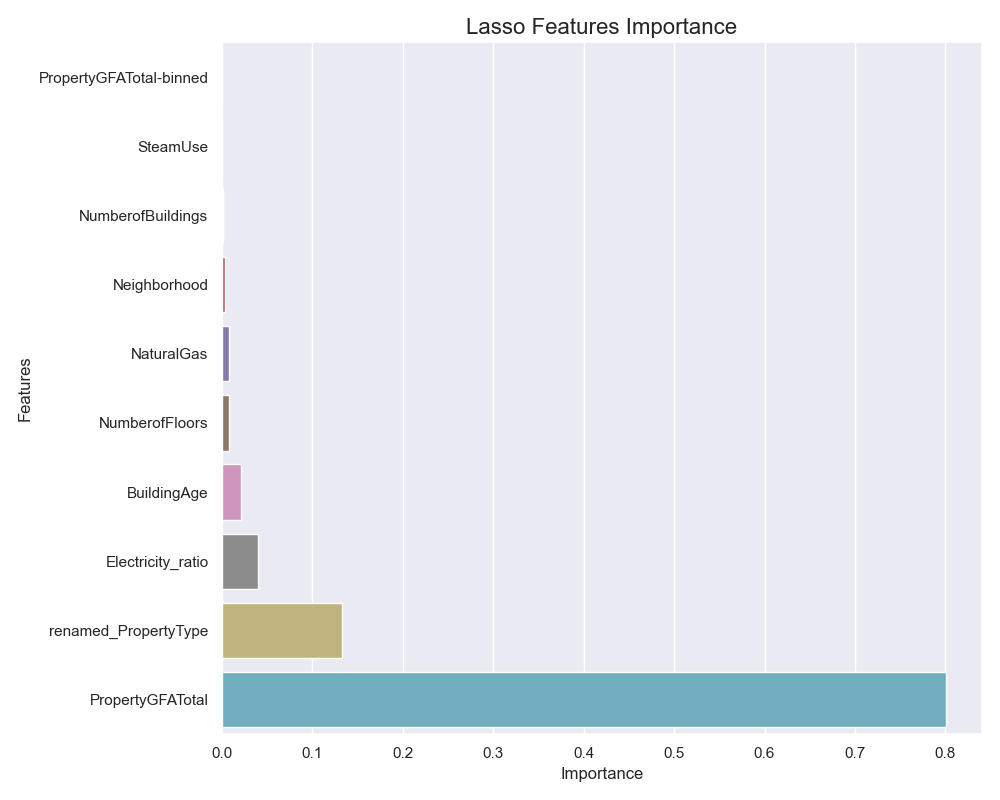 Lasso Features Importance
PropertyGFATotal-binned
SteamUse
NumberofBuildings
Neighborhood
NaturalGas
NumberofFloors
BuildingAge
Electricity_ratio
renamed_PropertyType
PropertyGFATotal
Features
0.0 0.1 0.2 0.3 0.4 0.5 0.6 0.7 0.8
Importance